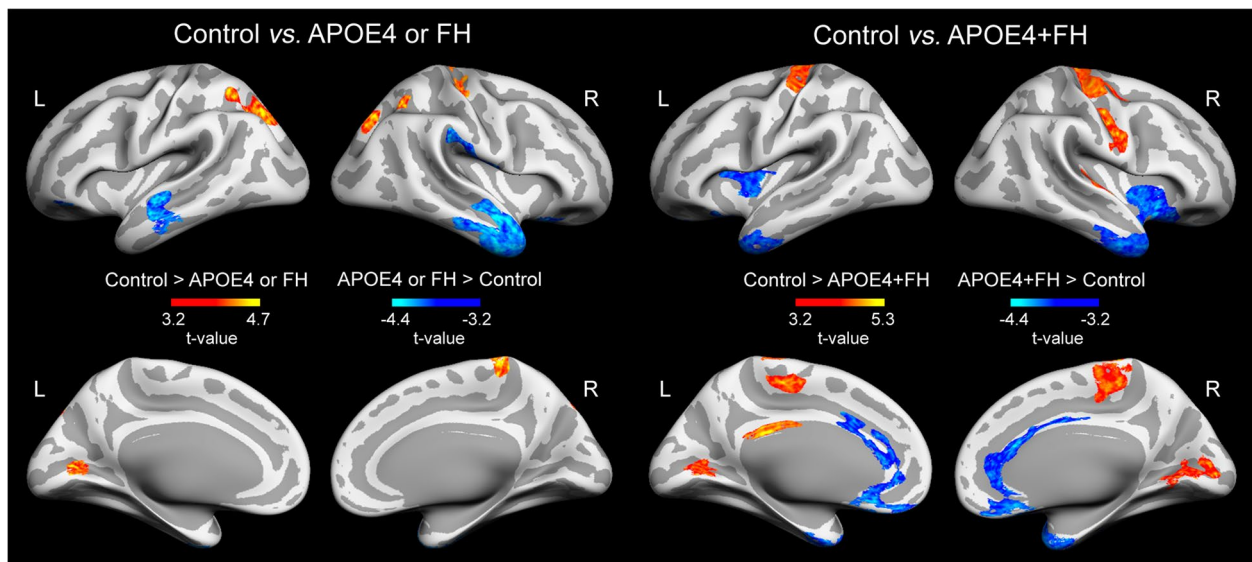 Control vs. APOE4 or FH
Control vs. APOE4+FH
L
R
L
R
Control > APOE4 or FH
APOE4 or FH > Control
Control > APOE4+FH
APOE4+FH > Control
3.2
4.7
-4.4
-3.2
3.2
5.3
-4.4
-3.2
t-value
t-value
t-value
t-value
L
R
L
R